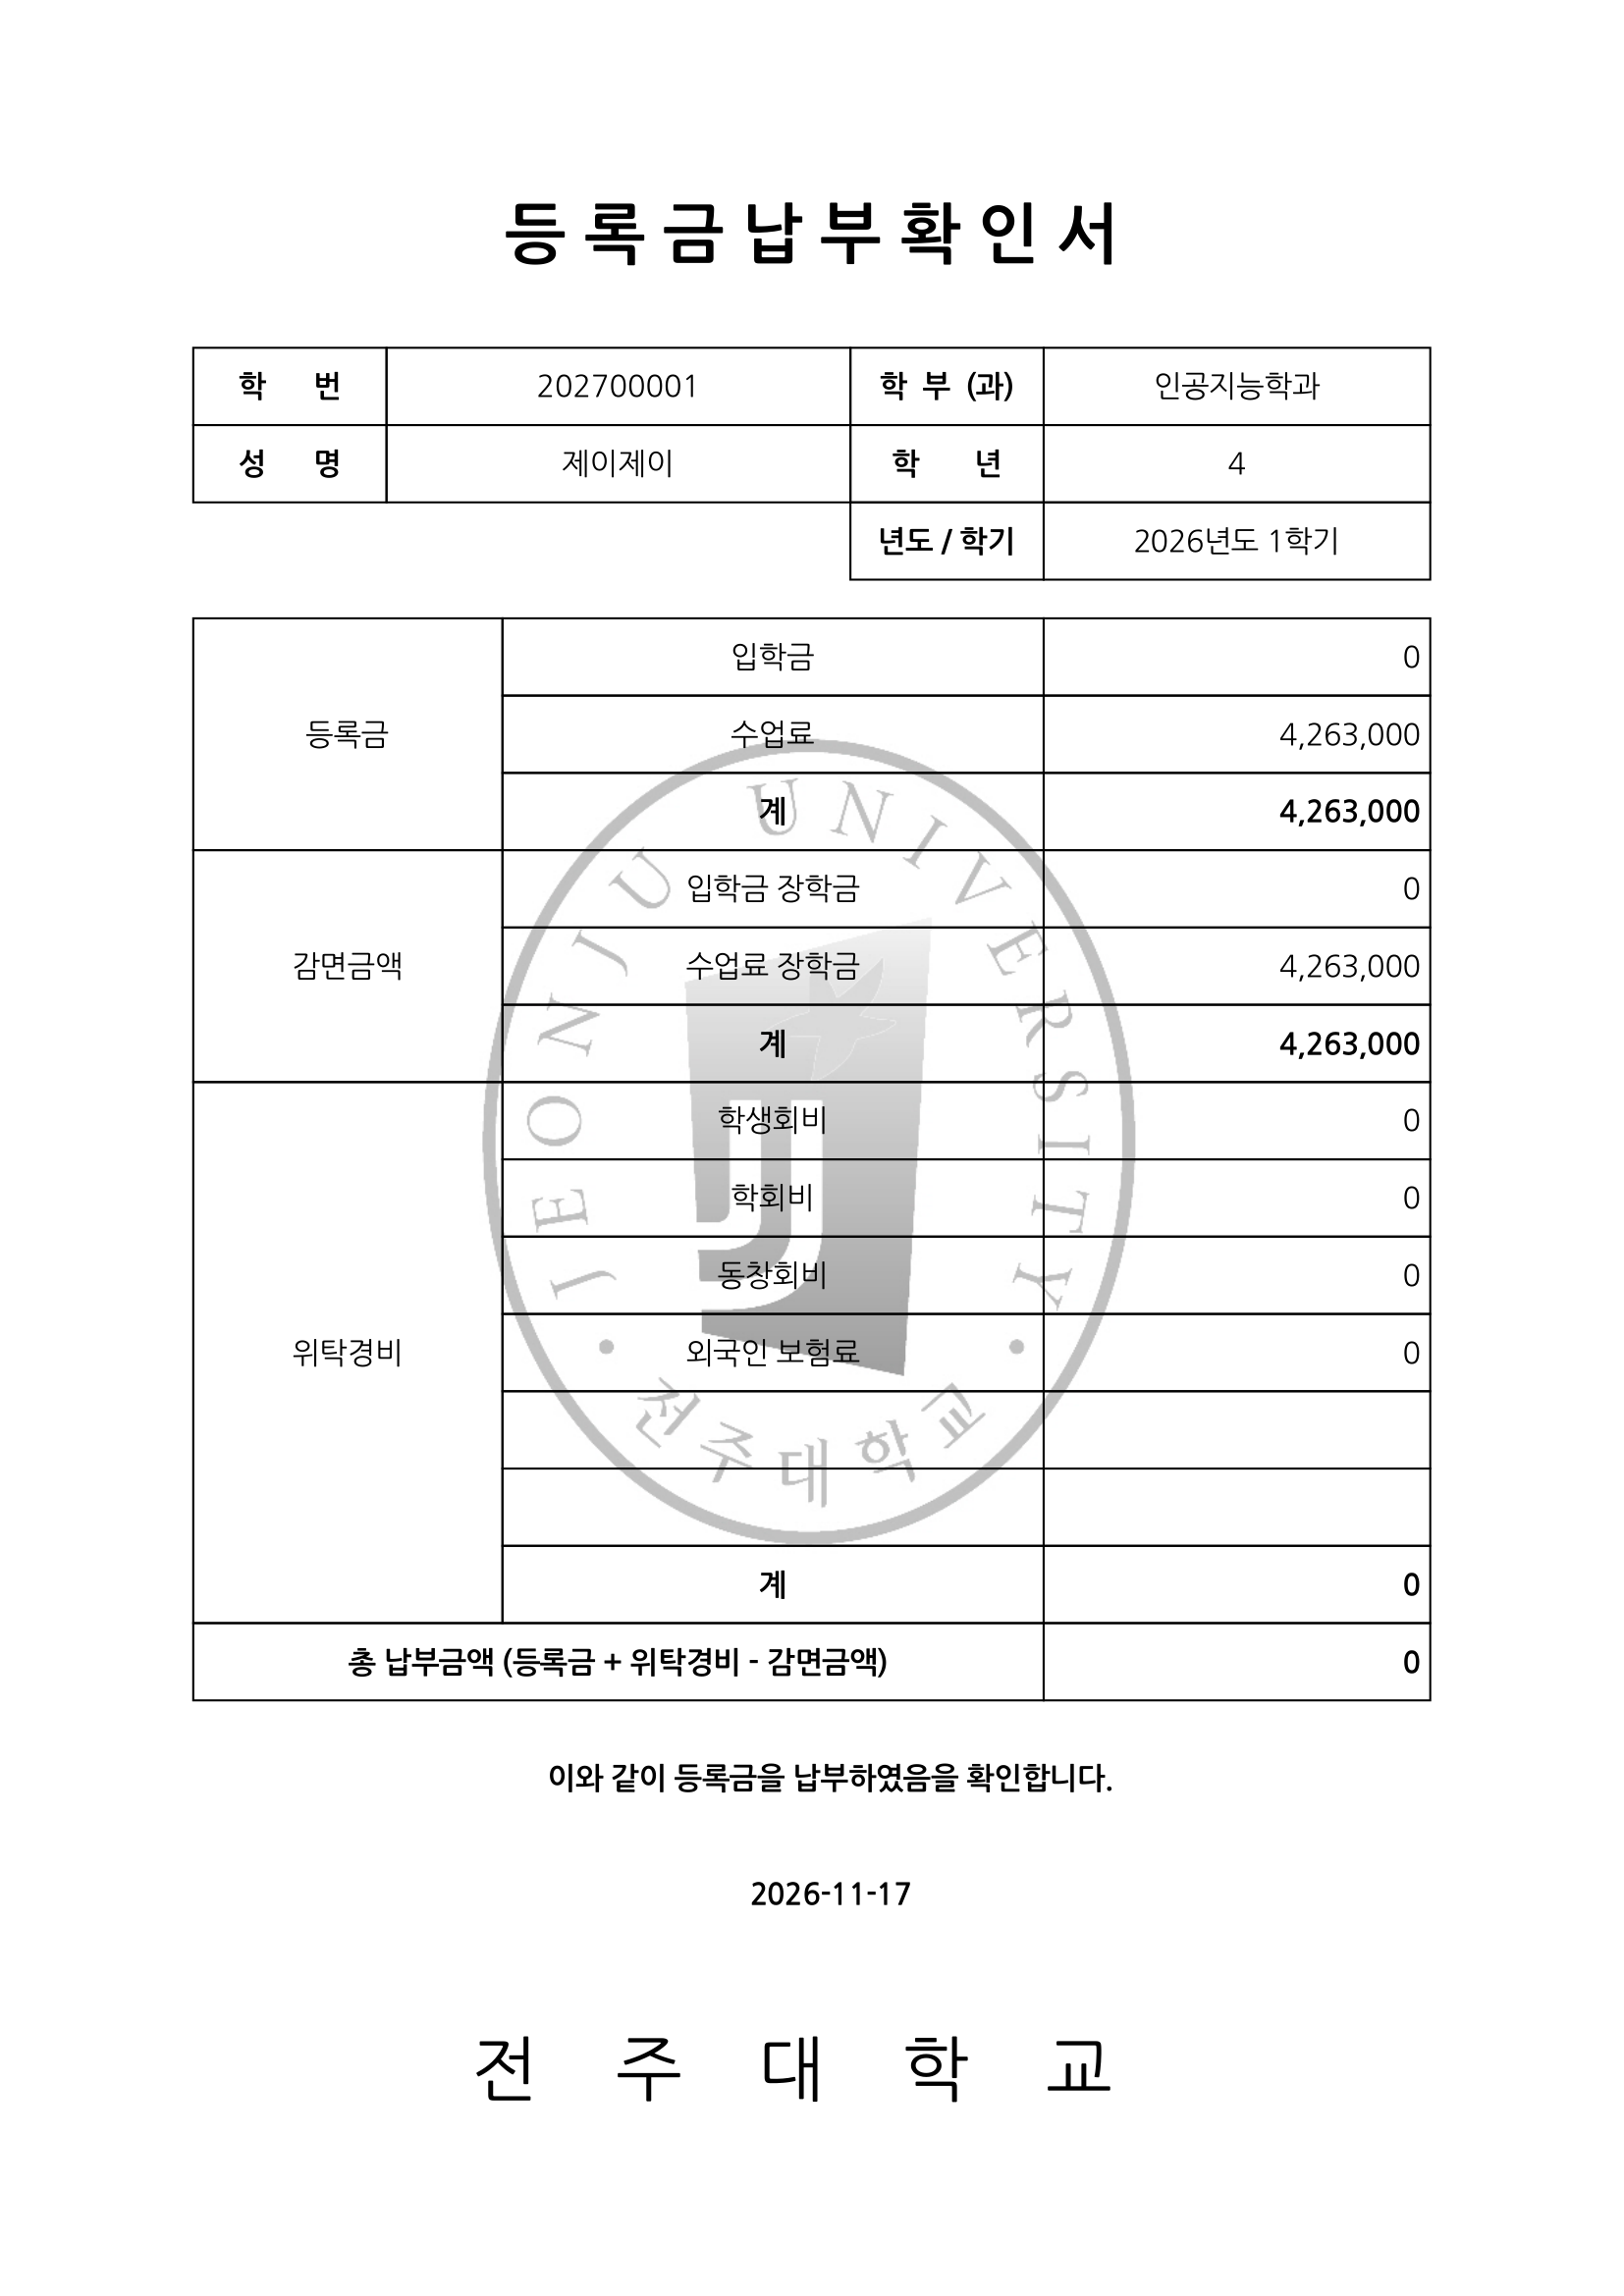 등록금납부확인서
학 번 202700001 학 부 (과) 인공지능학과
성 명 제이제이 학 년 4
년도 / 학기 2026년도 1학기
등록금
입학금 0
수업료 4,263,000
계 4,263,000
감면금액
입학금 장학금 0
수업료 장학금 4,263,000
계 4,263,000
위탁경비
학생회비 0
학회비 0
동창회비 0
외국인 보험료 0
계 0
총 납부금액 (등록금 + 위탁경비 - 감면금액) 0
JEONJU UNIVERSITY
전주대학교
이와 같이 등록금을 납부하였음을 확인합니다.
2026-11-17
전 주 대 학 교